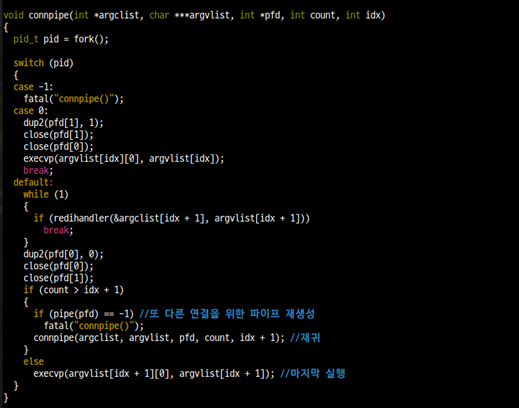 void connpipe(int *argclist, char ***argvlist, int *pfd, int count, int idx)
{
  pid_t pid = fork();

  switch (pid)
  {
  case -1:
    fatal("connpipe()");
  case 0:
    dup2(pfd[1], 1);
    close(pfd[1]);
    close(pfd[0]);
    execvp(argvlist[idx][0], argvlist[idx]);
    break;
  default:
    while (1)
    {
      if (redihandler(&argclist[idx + 1], argvlist[idx + 1]))
        break;
    }
    dup2(pfd[0], 0);
    close(pfd[0]);
    close(pfd[1]);
    if (count > idx + 1)
    {
      if (pipe(pfd) == -1) //또 다른 연결을 위한 파이프 재생성
        fatal("connpipe()");
      connpipe(argclist, argvlist, pfd, count, idx + 1); //재귀
    }
    else
      execvp(argvlist[idx + 1][0], argvlist[idx + 1]); //마지막 실행
  }
}